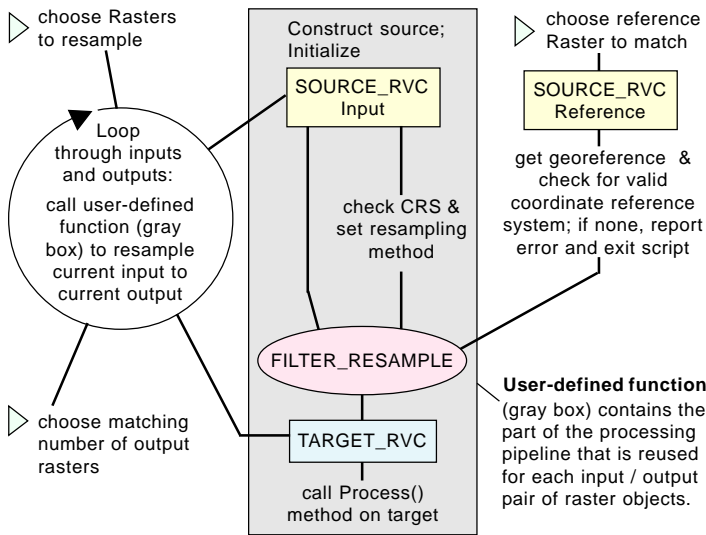 choose Rasters
to resample
Loop
through inputs
and outputs:
call user-defined
function (gray
box) to resample
current input to
current output
choose matching
number of output
rasters
Construct source;
Initialize
SOURCE_RVC
Input
check CRS &
set resampling
method
FILTER_RESAMPLE
TARGET_RVC
call Process()
method on target
choose reference
Raster to match
SOURCE_RVC
Reference
get georeference &
check for valid
coordinate reference
system; if none, report
error and exit script
User-defined function
(gray box) contains the
part of the processing
pipeline that is reused
for each input / output
pair of raster objects.